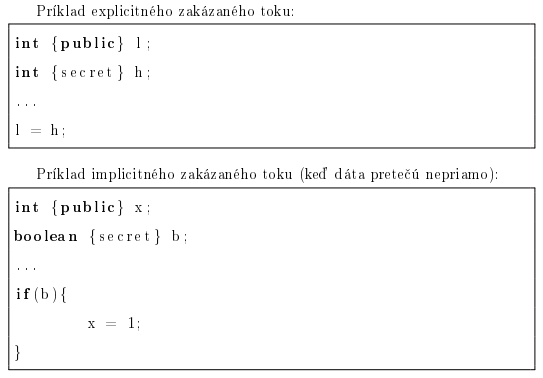 Príklad explicitného zakázaného toku:
int {public} l;
int {secret} h;
...
l = h;
Príklad implicitného zakázaného toku (keď dáta pretečú nepriamo):
int {public} x;
boolean {secret} b;
...
if(b){
x = 1;
}